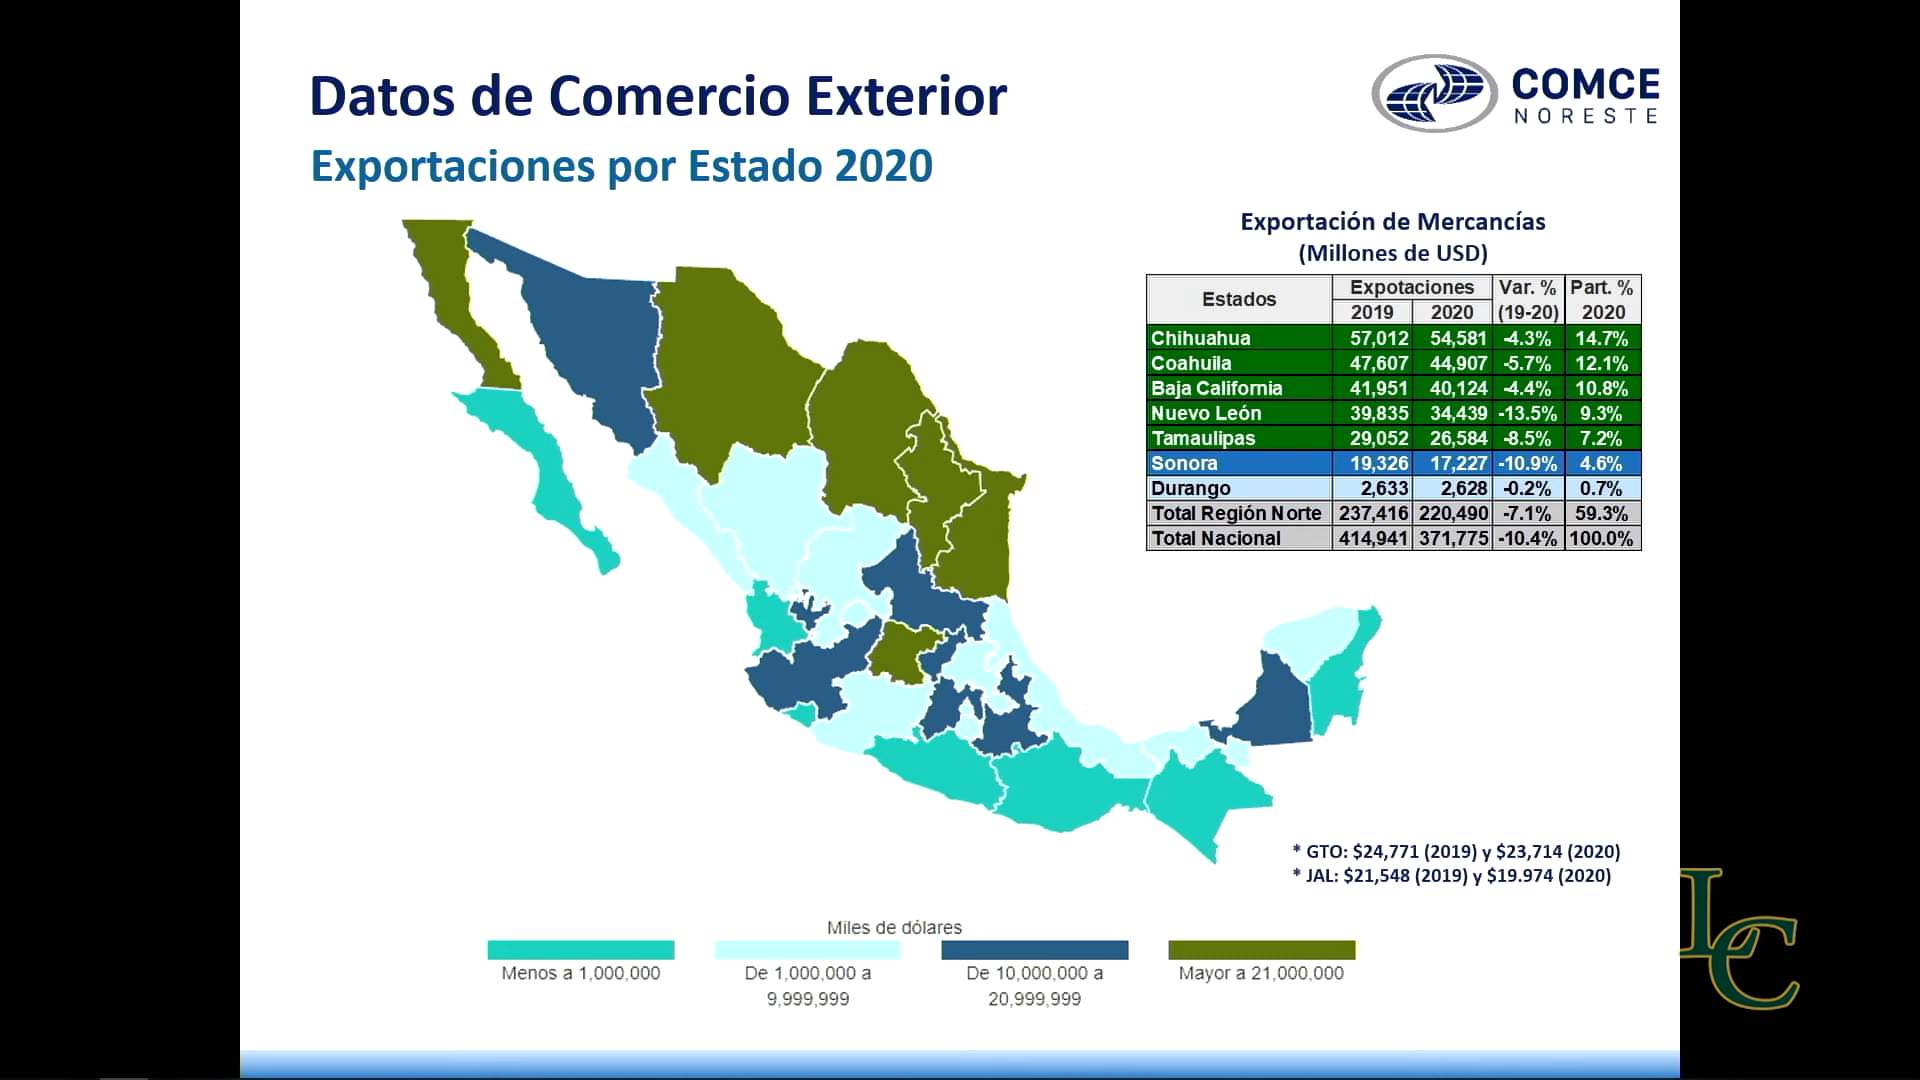 Datos de Comercio Exterior
Exportaciones por Estado 2020
COMCE
NORESTE
Exportación de Mercancías
(Millones de USD)
Estados Expotaciones Var. % Part. %
2019 2020 (19-20) 2020
Chihuahua 57,012 54,581 -4.3% 14.7%
Coahuila 47,607 44,907 -5.7% 12.1%
Baja California 41,951 40,124 -4.4% 10.8%
Nuevo León 39,835 34,439 -13.5% 9.3%
Tamaulipas 29,052 26,584 -8.5% 7.2%
Sonora 19,326 17,227 -10.9% 4.6%
Durango 2,633 2,628 -0.2% 0.7%
Total Región Norte 237,416 220,490 -7.1% 59.3%
Total Nacional 414,941 371,775 -10.4% 100.0%
* GTO: $24,771 (2019) y $23,714 (2020)
* JAL: $21,548 (2019) y $19.974 (2020)
Miles de dólares
Menos a 1,000,000
De 1,000,000 a
9,999,999
De 10,000,000 a
20,999,999
Mayor a 21,000,000
LC